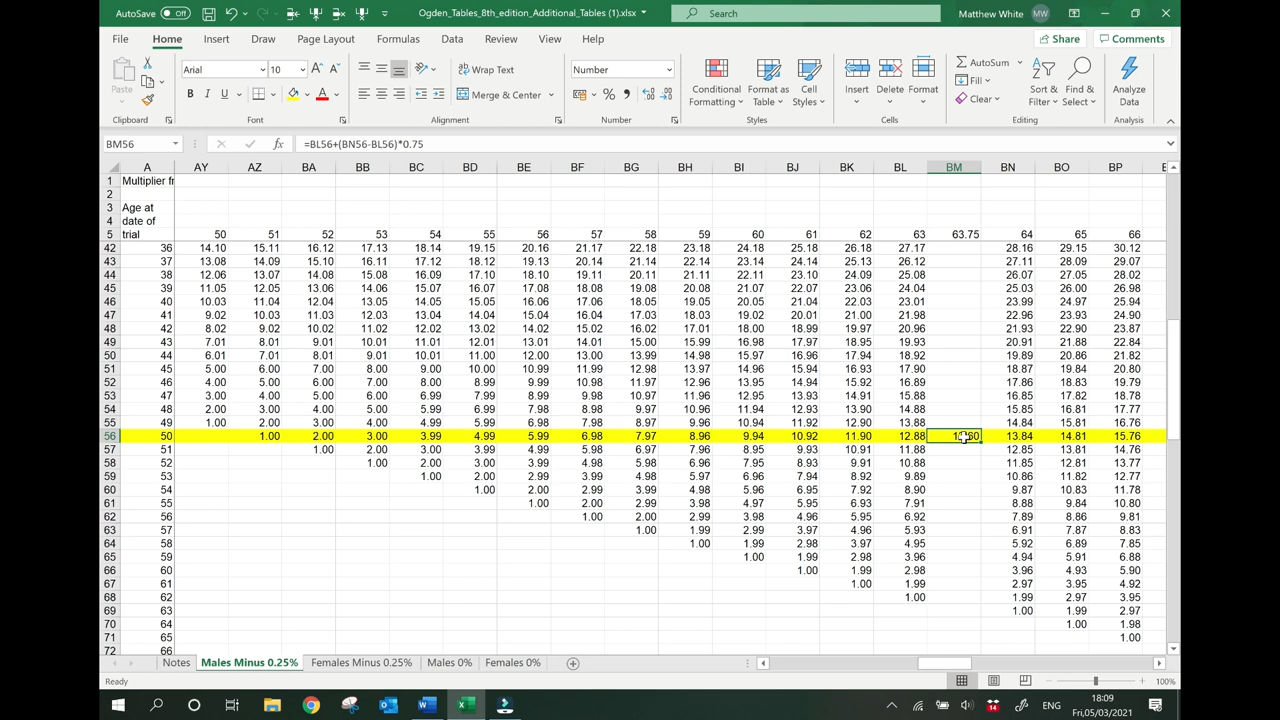 AutoSave Off Ogden_Tables_8th_edition_Additional_Tables (1).xlsx Search Matthew White MW
File Home Insert Draw Page Layout Formulas Data Review View Help Share Comments
Paste Arial 10 Wrap Text Number AutoSum
Merge & Center Conditional Formatting Format as Table Cell Styles Insert Delete Format Fill Clear Sort & Filter Find & Select Analyze Data
Clipboard Font Alignment Number Styles Cells Editing Analysis
BM56 =BL56+(BN56-BL56)*0.75
A AY AZ BA BB BC BD BE BF BG BH BI BJ BK BL BM BN BO BP
1 Multiplier fr
2
3 Age at
4 date of
5 trial 50 51 52 53 54 55 56 57 58 59 60 61 62 63 63.75 64 65 66
42 36 14.10 15.11 16.12 17.13 18.14 19.15 20.16 21.17 22.18 23.18 24.18 25.18 26.18 27.17 28.16 29.15 30.12
43 37 13.08 14.09 15.10 16.11 17.12 18.12 19.13 20.14 21.14 22.14 23.14 24.14 25.13 26.12 27.11 28.09 29.07
44 38 12.06 13.07 14.08 15.08 16.09 17.10 18.10 19.11 20.11 21.11 22.11 23.10 24.09 25.08 26.07 27.05 28.02
45 39 11.05 12.05 13.06 14.07 15.07 16.07 17.08 18.08 19.08 20.08 21.07 22.07 23.06 24.04 25.03 26.00 26.98
46 40 10.03 11.04 12.05 13.05 14.05 15.06 16.06 17.06 18.05 19.05 20.05 21.04 22.03 23.01 23.99 24.97 25.94
47 41 9.02 10.03 11.03 12.03 13.04 14.04 15.04 16.04 17.03 18.03 19.02 20.01 21.00 21.98 22.96 23.93 24.90
48 42 8.02 9.02 10.02 11.02 12.02 13.02 14.02 15.02 16.02 17.01 18.00 18.99 19.97 20.96 21.93 22.90 23.87
49 43 7.01 8.01 9.01 10.01 11.01 12.01 13.01 14.01 15.00 15.99 16.98 17.97 18.95 19.93 20.91 21.88 22.84
50 44 6.01 7.01 8.01 9.01 10.01 11.00 12.00 13.00 13.99 14.98 15.97 16.96 17.94 18.92 19.89 20.86 21.82
51 45 5.00 6.00 7.00 8.00 9.00 10.00 10.99 11.99 12.98 13.97 14.96 15.94 16.93 17.90 18.87 19.84 20.80
52 46 4.00 5.00 6.00 7.00 8.00 8.99 9.99 10.98 11.97 12.96 13.95 14.94 15.92 16.89 17.86 18.83 19.79
53 47 3.00 4.00 5.00 6.00 6.99 7.99 8.99 9.98 10.97 11.96 12.95 13.93 14.91 15.88 16.85 17.82 18.78
54 48 2.00 3.00 4.00 5.00 5.99 6.99 7.98 8.98 9.97 10.96 11.94 12.93 13.90 14.88 15.85 16.81 17.77
55 49 1.00 2.00 3.00 4.00 4.99 5.99 6.98 7.98 8.97 9.96 10.94 11.92 12.90 13.88 14.84 15.81 16.76
56 50 1.00 2.00 3.00 3.99 4.99 5.99 6.98 7.97 8.96 9.94 10.92 11.90 12.88 13.84 14.81 15.76
57 51 1.00 2.00 3.00 3.99 4.99 5.98 6.97 7.96 8.95 9.93 10.91 11.88 12.85 13.81 14.76
58 52 1.00 2.00 3.00 3.99 4.98 5.98 6.96 7.95 8.93 9.91 10.88 11.85 12.81 13.77
59 53 1.00 2.00 2.99 3.99 4.98 5.97 6.96 7.94 8.92 9.89 10.86 11.82 12.77
60 54 1.00 2.00 2.99 3.99 4.98 5.96 6.95 7.92 8.90 9.87 10.83 11.78
61 55 1.00 2.00 2.99 3.98 4.97 5.95 6.93 7.91 8.88 9.84 10.80
62 56 1.00 2.00 2.99 3.98 4.96 5.95 6.92 7.89 8.86 9.81
63 57 1.00 2.00 2.99 3.97 4.96 5.93 6.91 7.87 8.83
64 58 1.00 1.99 2.98 3.97 4.95 5.92 6.89 7.85
65 59 1.00 1.99 2.98 3.96 4.94 5.91 6.88
66 60 1.00 1.99 2.98 3.96 4.93 5.90
67 61 1.00 1.99 2.97 3.95 4.92
68 62 1.00 1.99 2.97 3.95
69 63 1.00 1.99 2.97
70 64 1.00 1.98
71 65 1.00
72 66
Notes Males Minus 0.25% Females Minus 0.25% Males 0% Females 0%
Ready 100%
ENG 18:09
Fri,05/03/2021